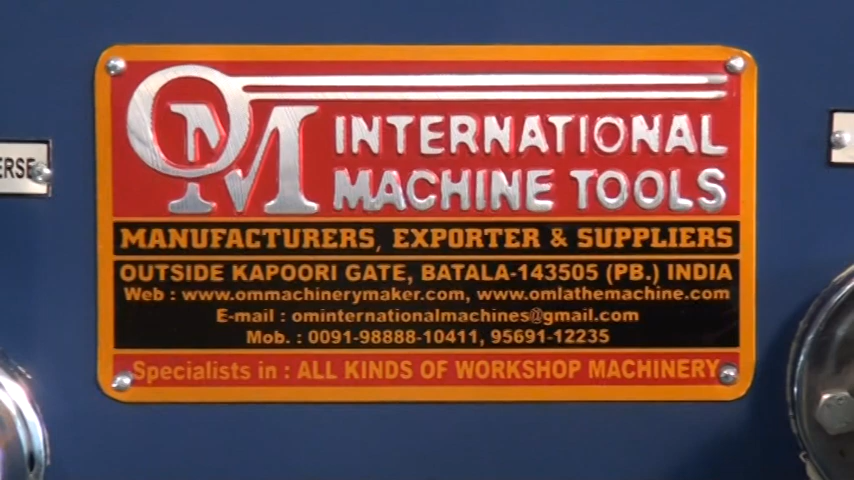 OM INTERNATIONAL
MACHINE TOOLS
MANUFACTURERS, EXPORTER & SUPPLIERS
OUTSIDE KAPOORI GATE, BATALA-143505 (PB.) INDIA
Web : www.ommachinerymaker.com, www.omlathemachine.com
E-mail : ominternationalmachines@gmail.com
Mob. : 0091-98888-10411, 95691-12235
Specialists in : ALL KINDS OF WORKSHOP MACHINERY